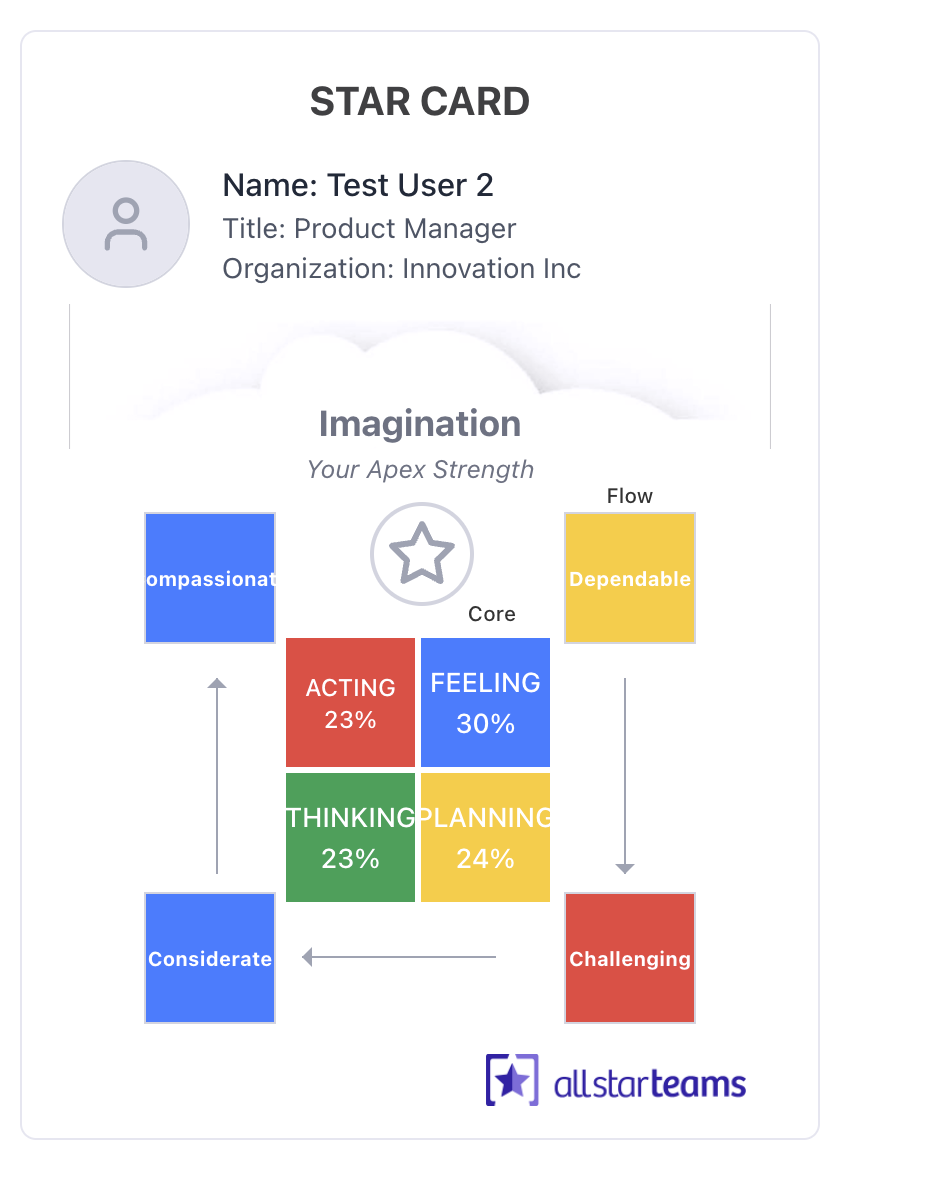 STAR CARD
Name: Test User 2
Title: Product Manager
Organization: Innovation Inc
Imagination
Your Apex Strength
Flow
ompassionat
Dependable
Core
ACTING
23%
FEELING
30%
THINKING
23%
PLANNING
24%
Considerate
Challenging
allstarteams